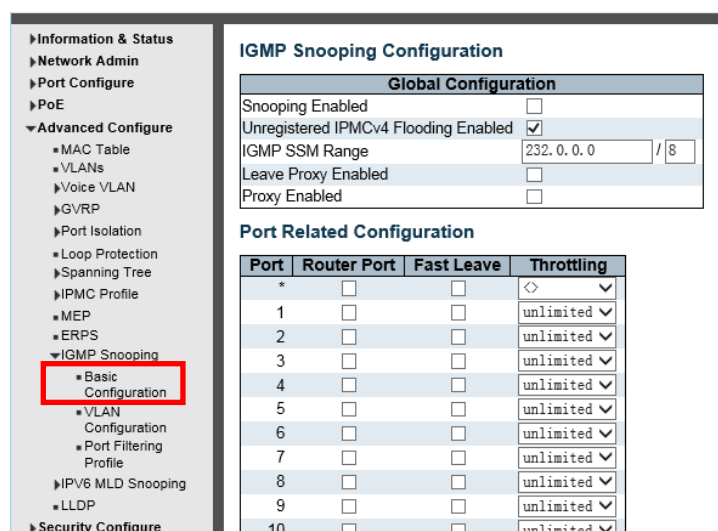 Information & Status
Network Admin
Port Configure
PoE
Advanced Configure
MAC Table
VLANs
Voice VLAN
GVRP
Port Isolation
Loop Protection
Spanning Tree
IPMC Profile
MEP
ERPS
IGMP Snooping
Basic
Configuration
VLAN
Configuration
Port Filtering
Profile
IPV6 MLD Snooping
LLDP
Security Configure
IGMP Snooping Configuration
Global Configuration
Snooping Enabled
Unregistered IPMCv4 Flooding Enabled
IGMP SSM Range 232.0.0.0 / 8
Leave Proxy Enabled
Proxy Enabled
Port Related Configuration
Port Router Port Fast Leave Throttling
* <>
1 unlimited
2 unlimited
3 unlimited
4 unlimited
5 unlimited
6 unlimited
7 unlimited
8 unlimited
9 unlimited
10 unlimited